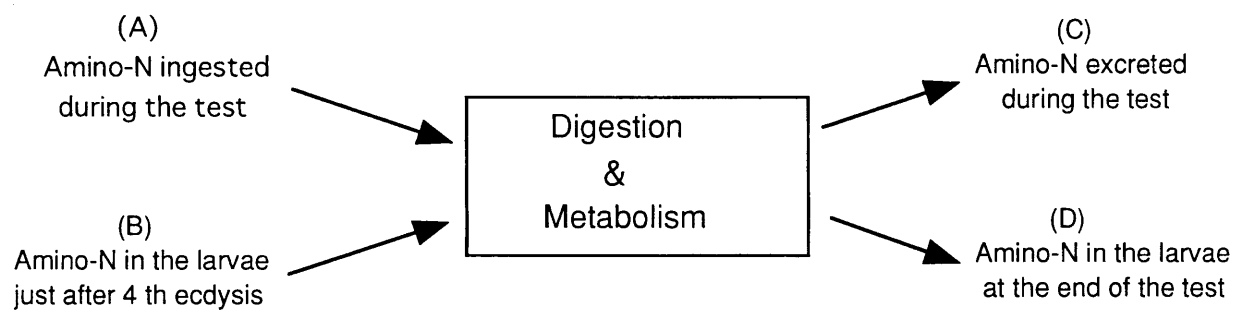 (A)
Amino-N ingested
during the test
(B)
Amino-N in the larvae
just after 4 th ecdysis
Digestion
&
Metabolism
(C)
Amino-N excreted
during the test
(D)
Amino-N in the larvae
at the end of the test